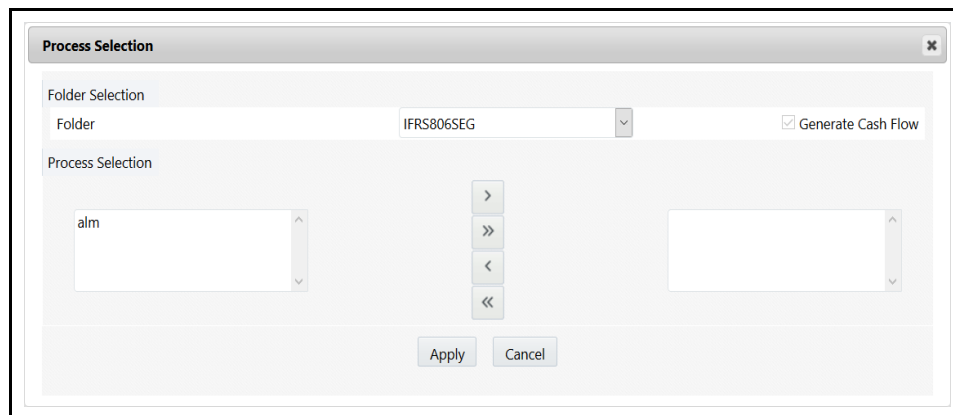 Process Selection
Folder Selection
Folder IFRS806SEG Generate Cash Flow
Process Selection
alm
Apply Cancel